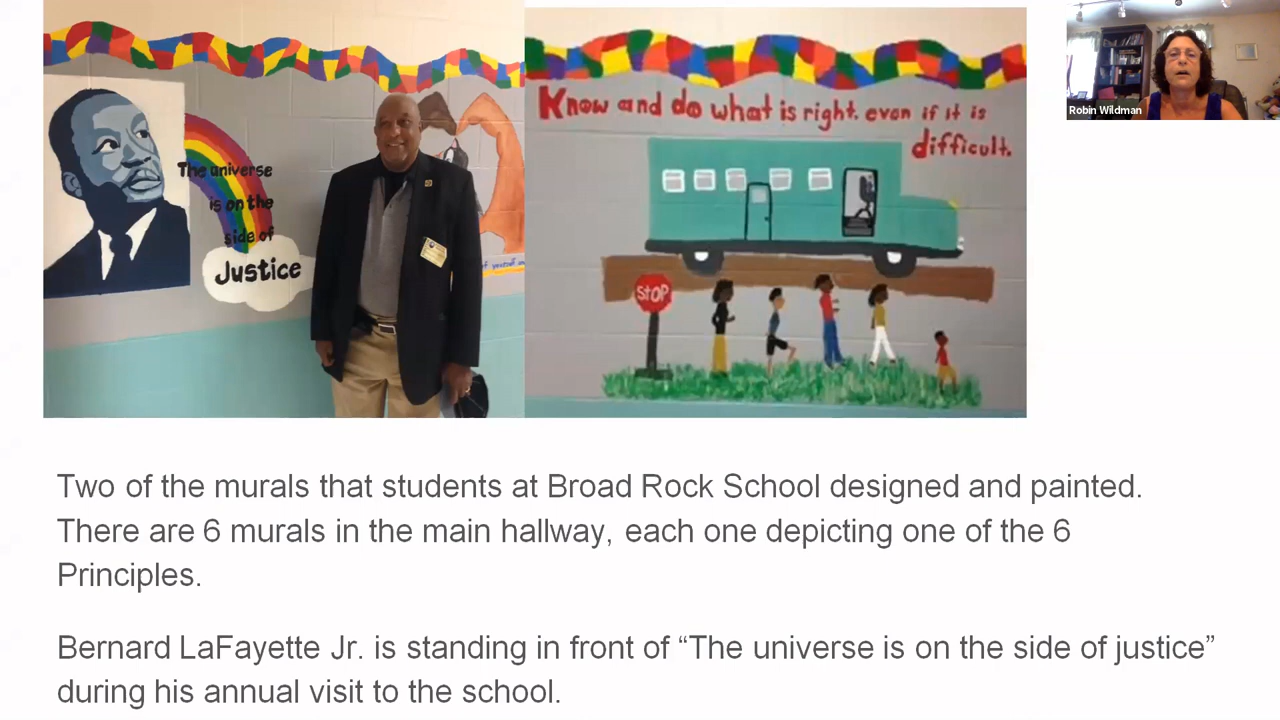 The universe
is on the
side of
Justice
Know and do what is right, even if it is
difficult.
STOP
Robin Wildman
Two of the murals that students at Broad Rock School designed and painted.
There are 6 murals in the main hallway, each one depicting one of the 6
Principles.
Bernard LaFayette Jr. is standing in front of “The universe is on the side of justice”
during his annual visit to the school.